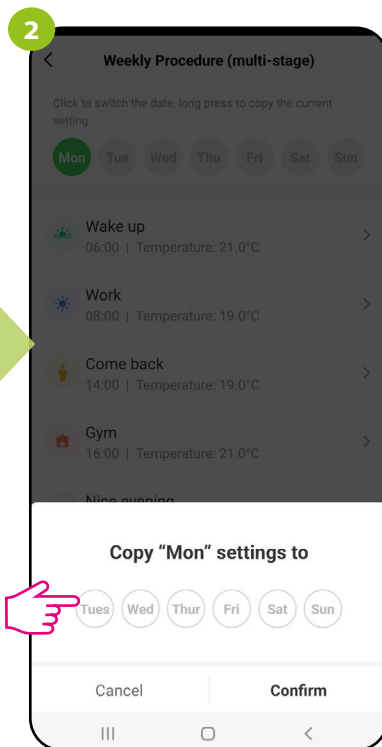 2
Weekly Procedure (multi-stage)
Click to switch the date, long press to copy the current
setting
Mon Tue Wed Thu Fri Sat Sun
Wake up
06:00 | Temperature: 21.0°C
Work
08:00 | Temperature: 19.0°C
Come back
14:00 | Temperature: 19.0°C
Gym
16:00 | Temperature: 21.0°C
Nice evening
Copy “Mon” settings to
Tues Wed Thur Fri Sat Sun
Cancel Confirm